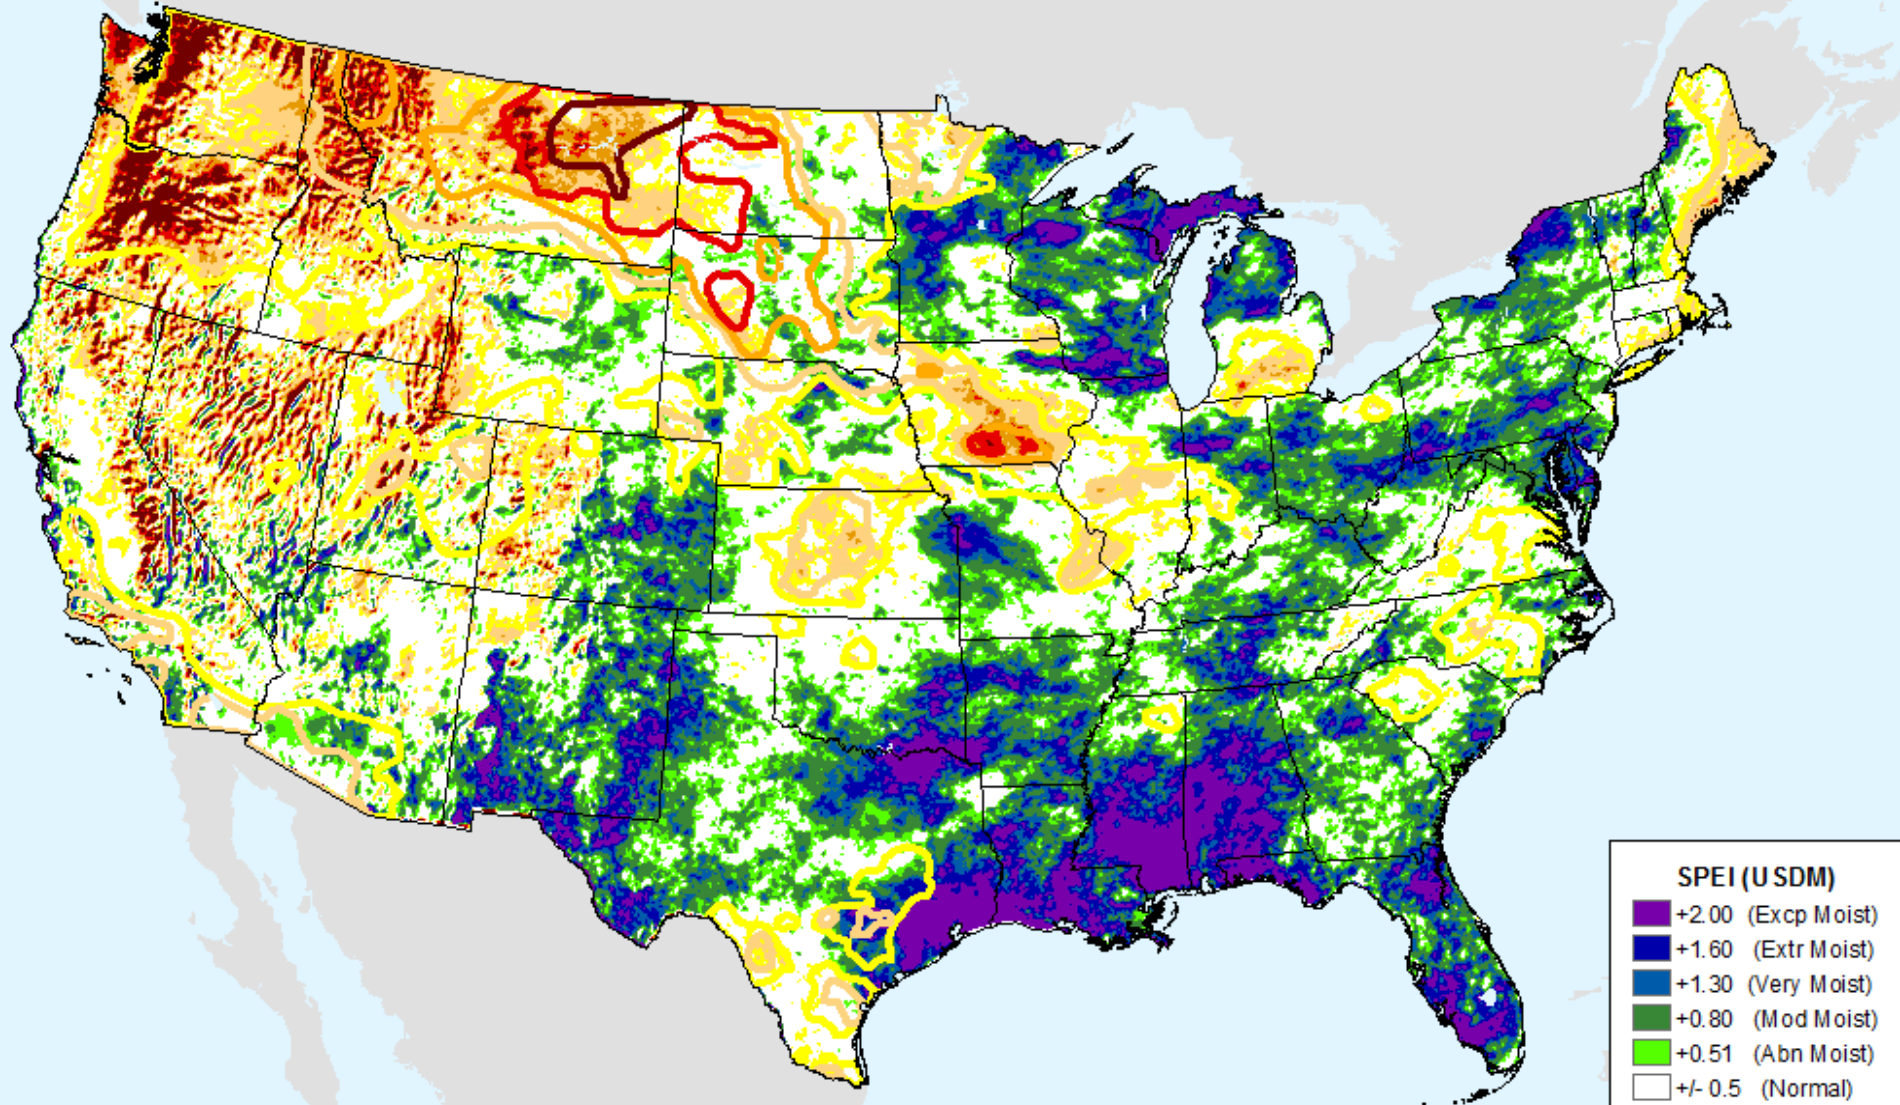 SPEI (USDM)
+2.00 (Excp Moist)
+1.60 (Extr Moist)
+1.30 (Very Moist)
+0.80 (Mod Moist)
+0.51 (Abn Moist)
+/- 0.5 (Normal)